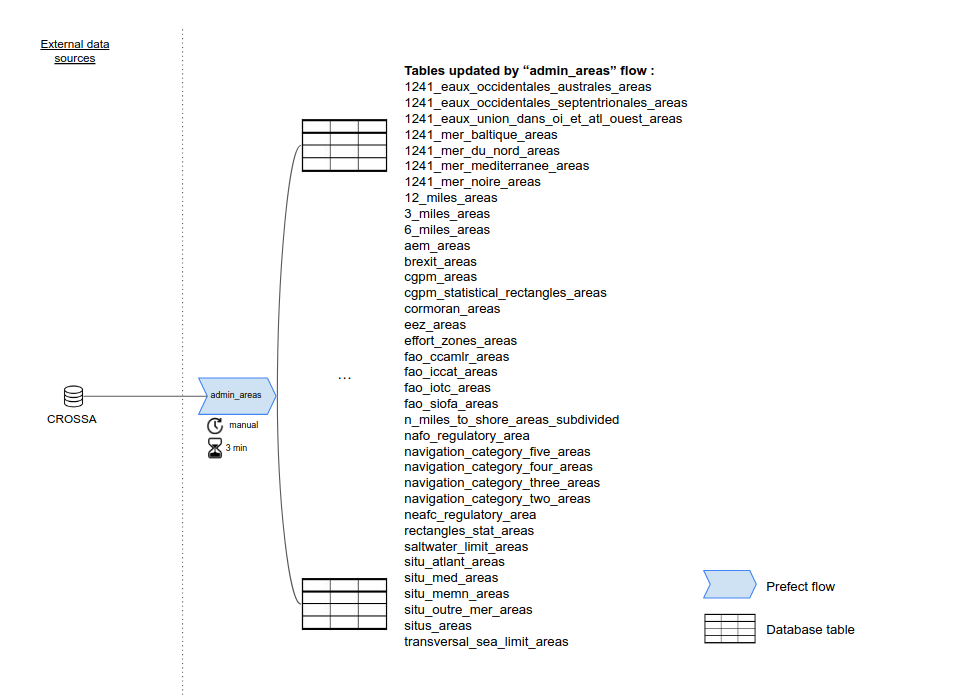 External data
sources
Tables updated by “admin_areas” flow :
1241_eaux_occidentales_australes_areas
1241_eaux_occidentales_septentrionales_areas
1241_eaux_union_dans_oi_et_atl_ouest_areas
1241_mer_baltique_areas
1241_mer_du_nord_areas
1241_mer_mediterranee_areas
1241_mer_noire_areas
12_miles_areas
3_miles_areas
6_miles_areas
aem_areas
brexit_areas
cgpm_areas
cgpm_statistical_rectangles_areas
cormoran_areas
eez_areas
effort_zones_areas
fao_ccamlr_areas
fao_iccat_areas
fao_iotc_areas
fao_siofa_areas
n_miles_to_shore_areas_subdivided
nafo_regulatory_area
navigation_category_five_areas
navigation_category_four_areas
navigation_category_three_areas
navigation_category_two_areas
neafc_regulatory_area
rectangles_stat_areas
saltwater_limit_areas
situ_atlant_areas
situ_med_areas
situ_memn_areas
situ_outre_mer_areas
situs_areas
transversal_sea_limit_areas
...
admin_areas
manual
3 min
CROSSA
Prefect flow
Database table